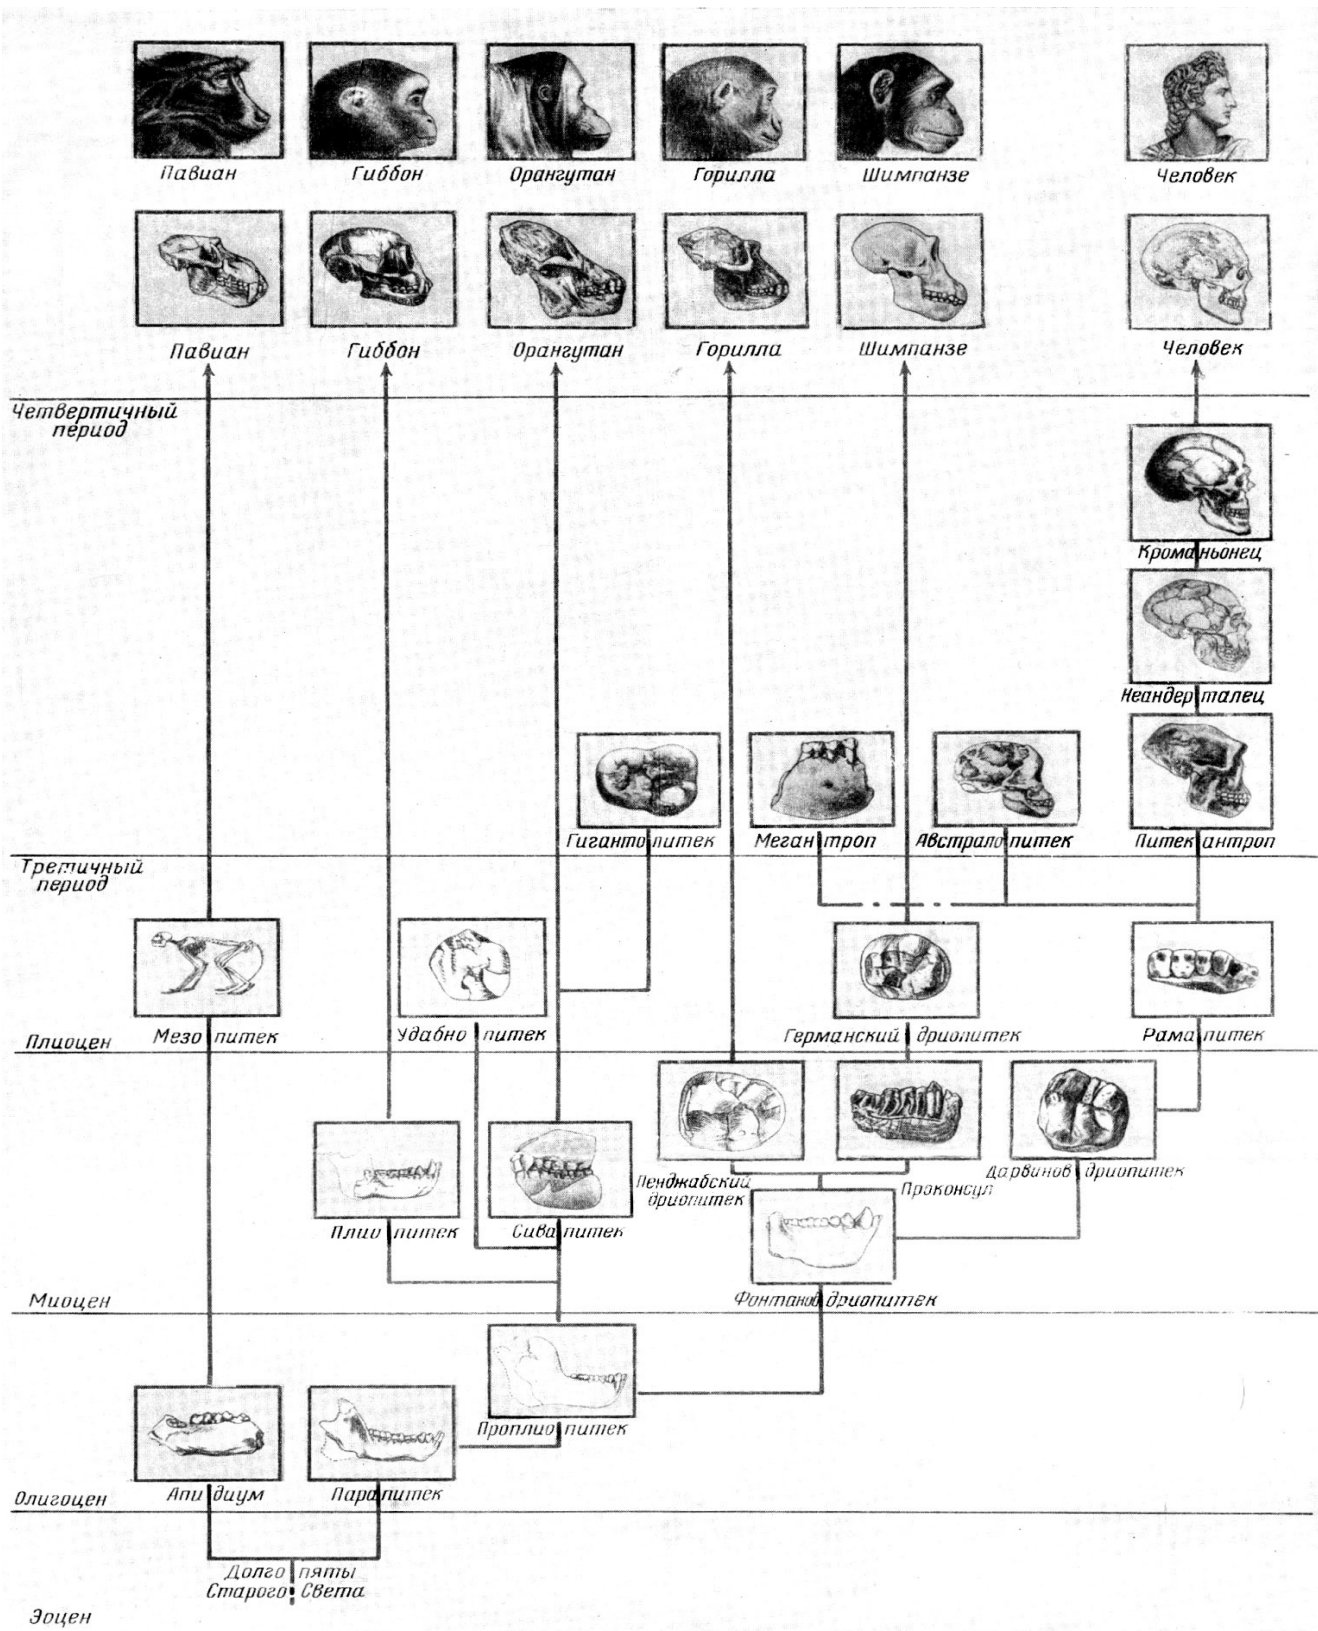 Павиан
Гиббон
Орангутан
Горилла
Шимпанзе
Человек
Павиан
Гиббон
Орангутан
Горилла
Шимпанзе
Человек
Четвертичный
период
Кроманьонец
Неандерталец
Гигантопитек
Мегантроп
Австралопитек
Питекантроп
Третичный
период
Мезопитек
Удабнопитек
Германский дриопитек
Рамапитек
Плиоцен
Пенджабский
дриопитек
Проконсул
Дарвинов дриопитек
Плиопитек
Сивапитек
Фонтанов дриопитек
Миоцен
Проплиопитек
Апидиум
Парапитек
Олигоцен
Долгопяты
Старого Света
Эоцен